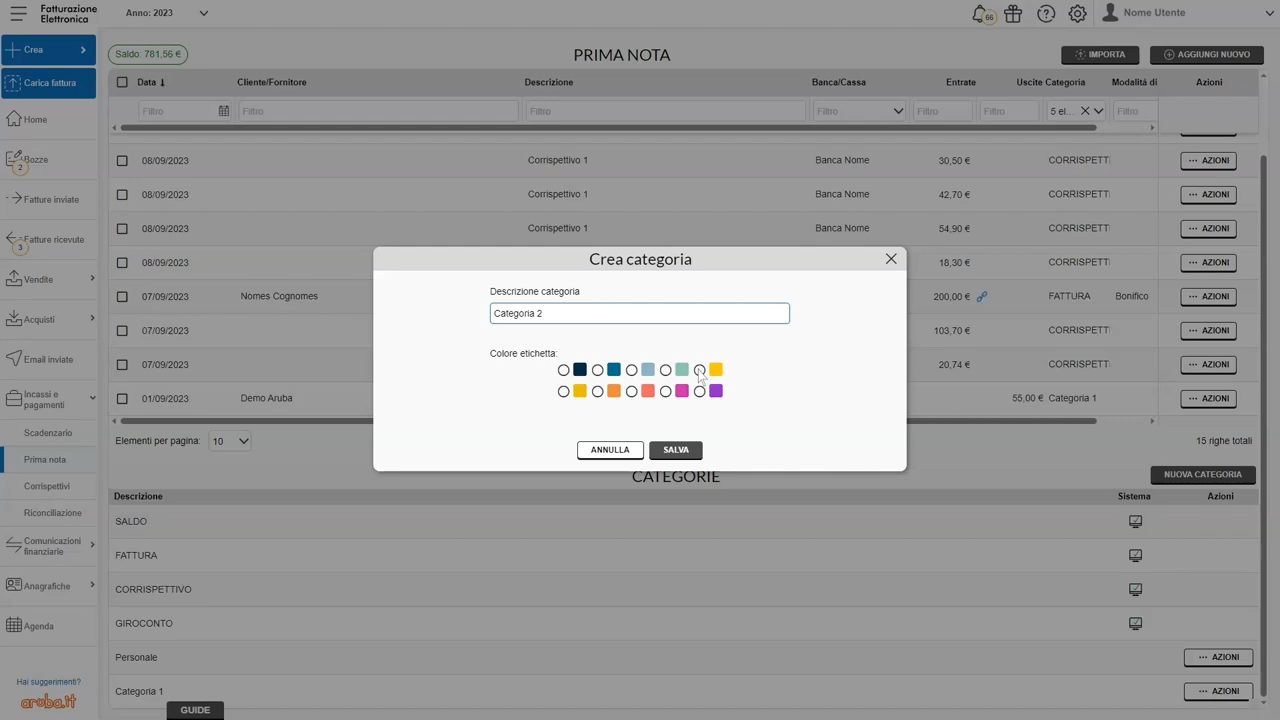 Fatturazione
Elettronica
Anno: 2023
66
Nome Utente
Crea
Carica fattura
Home
Bozze
2
Fatture inviate
Fatture ricevute
3
Vendite
Acquisti
Email inviate
Incassi e
pagamenti
Scadenzario
Prima nota
Corrispettivi
Riconciliazione
Comunicazioni
finanziarie
Anagrafiche
Agenda
Hai suggerimenti?
aruba.it
Saldo: 781,56 €
PRIMA NOTA
IMPORTA
AGGIUNGI NUOVO
Data Cliente/Fornitore Descrizione Banca/Cassa Entrate Uscite Categoria Modalità di Azioni
Filtro Filtro Filtro Filtro Filtro Filtro 5 el... Filtro
08/09/2023 Corrispettivo 1 Banca Nome 30,50 € CORRISPETTI AZIONI
08/09/2023 Corrispettivo 1 Banca Nome 42,70 € CORRISPETTI AZIONI
08/09/2023 Corrispettivo 1 Banca Nome 54,90 € CORRISPETTI AZIONI
08/09/2023 18,30 € CORRISPETTI AZIONI
07/09/2023 Nomes Cognomes 200,00 € FATTURA Bonifico AZIONI
07/09/2023 103,70 € CORRISPETTI AZIONI
07/09/2023 20,74 € CORRISPETTI AZIONI
01/09/2023 Demo Aruba 55,00 € Categoria 1 AZIONI
Elementi per pagina: 10
15 righe totali
Crea categoria
Descrizione categoria
Categoria 2
Colore etichetta:
ANNULLA
SALVA
CATEGORIE
NUOVA CATEGORIA
Descrizione Sistema Azioni
SALDO
FATTURA
CORRISPETTIVO
GIROCONTO
Personale AZIONI
Categoria 1 AZIONI
GUIDE